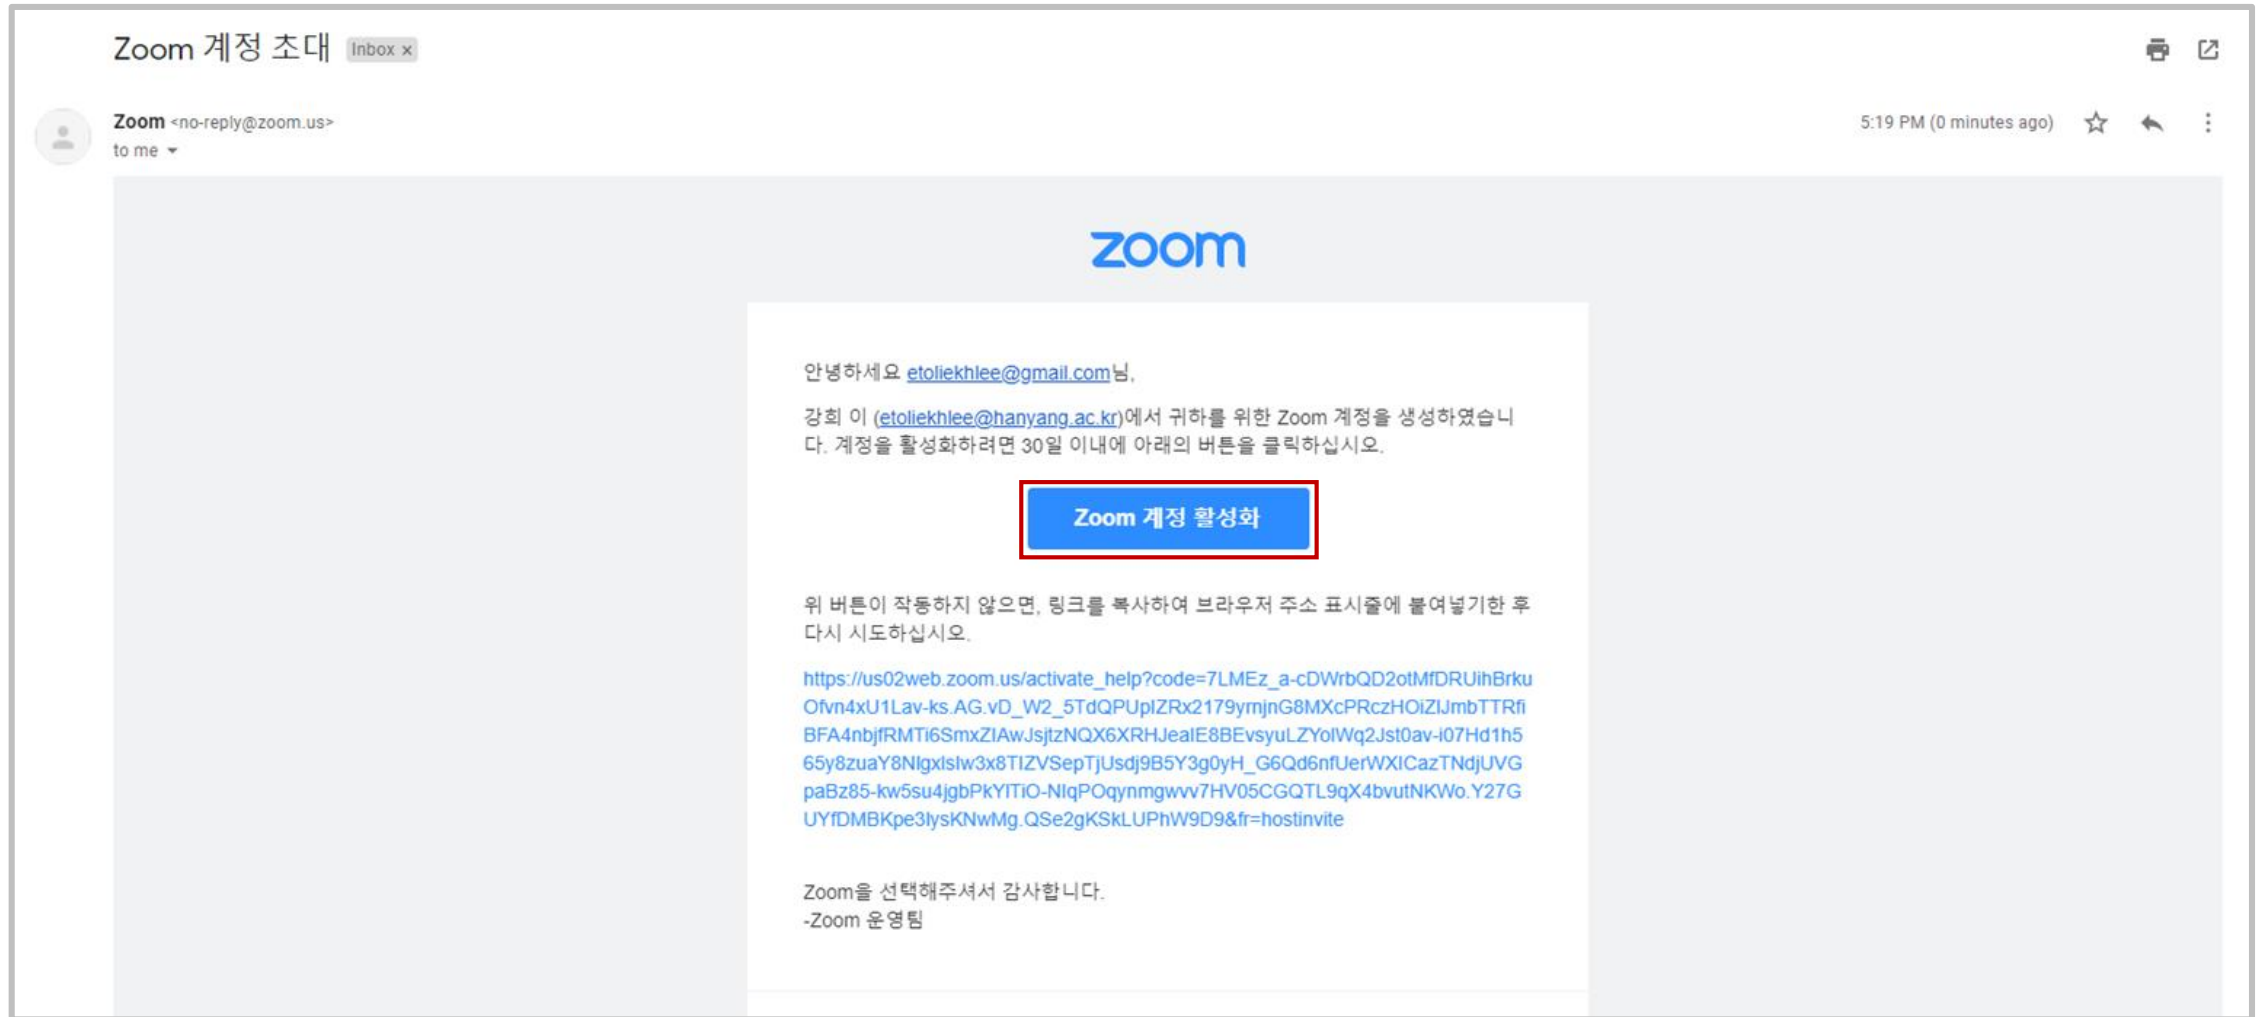 Zoom 계정 초대 Inbox x
Zoom <no-reply@zoom.us>
5:19 PM (0 minutes ago)
to me
zoom
안녕하세요 etoliekhlee@gmail.com님,
강희 이 (etoliekhlee@hanyang.ac.kr)에서 귀하를 위한 Zoom 계정을 생성하였습니
다. 계정을 활성화하려면 30일 이내에 아래의 버튼을 클릭하십시오.
Zoom 계정 활성화
위 버튼이 작동하지 않으면, 링크를 복사하여 브라우저 주소 표시줄에 붙여넣기한 후
다시 시도하십시오.
https://us02web.zoom.us/activate_help?code=7LMEz_a-cDWrbQD2otMfDRUihBrku
Ofvn4xU1Lav-ks.AG.vD_W2_5TdQPUpIZRx2179yrnjnG8MXcPRczHOiZIJmbTTRfi
BFA4nbjfRMTi6SmxZIAwJsjtzNQX6XRHJeaIE8BEvsyuLZYolWq2Jst0av-i07Hd1h5
65y8zuaY8NIgxIsIw3x8TIZVSepTjUsdj9B5Y3g0yH_G6Qd6nfUerWXICazTNdjUVG
paBz85-kw5su4jgbPkYITiO-NIqPOqynmgwvv7HV05CGQTL9qX4bvutNKWo.Y27G
UYfDMBKpe3IysKNwMg.QSe2gKSkLUPhW9D9&fr=hostinvite
Zoom을 선택해주셔서 감사합니다.
-Zoom 운영팀